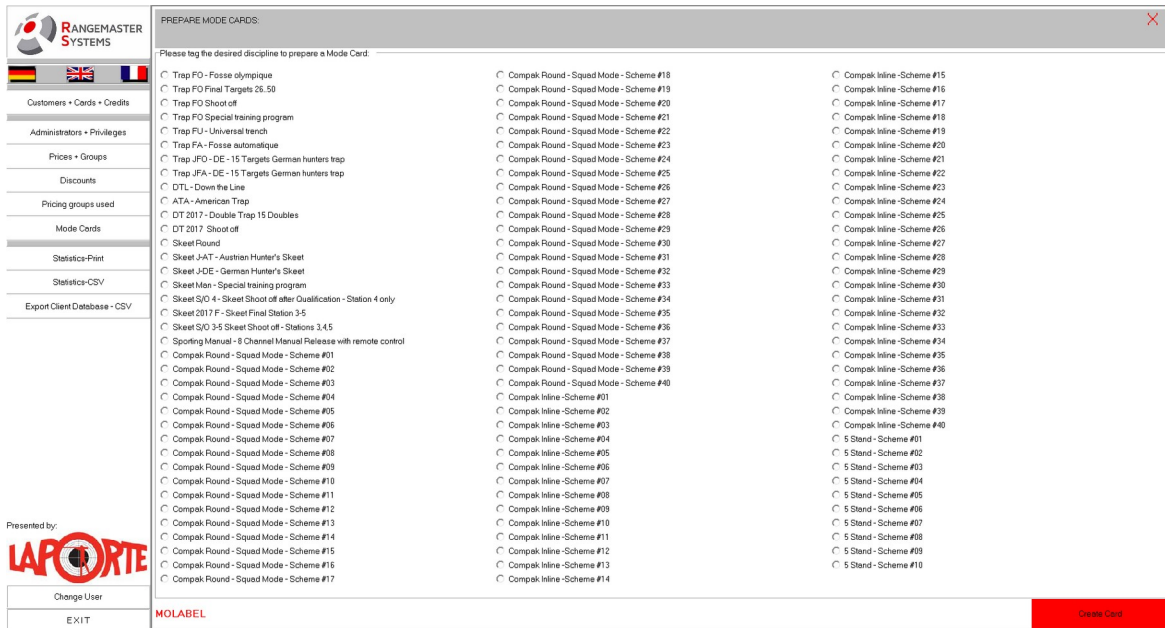 RANGEMASTER
SYSTEMS
Customers + Cards + Credits
Administrators + Privileges
Prices + Groups
Discounts
Pricing groups used
Mode Cards
Statistics-Print
Statistics-CSV
Export Client Database - CSV
Presented by:
LAPORTE
Change User
EXIT
PREPARE MODE CARDS:
Please tag the desired discipline to prepare a Mode Card:
Trap FO - Fosse olympique
Trap FO Final Targets 26..50
Trap FO Shoot off
Trap FO Special training program
Trap FU - Universal trench
Trap FA - Fosse automatique
Trap JFO - DE - 15 Targets German hunters trap
Trap JFA - DE - 15 Targets German hunters trap
DTL - Down the Line
ATA - American Trap
DT 2017 - Double Trap 15 Doubles
DT 2017 Shoot off
Skeet Round
Skeet J-AT - Austrian Hunter's Skeet
Skeet J-DE - German Hunter's Skeet
Skeet Man - Special training program
Skeet S/O 4 - Skeet Shoot off after Qualification - Station 4 only
Skeet 2017 F - Skeet Final Station 3-5
Skeet S/O 3-5 Skeet Shoot off - Stations 3,4,5
Sporting Manual - 8 Channel Manual Release with remote control
Compak Round - Squad Mode - Scheme #01
Compak Round - Squad Mode - Scheme #02
Compak Round - Squad Mode - Scheme #03
Compak Round - Squad Mode - Scheme #04
Compak Round - Squad Mode - Scheme #05
Compak Round - Squad Mode - Scheme #06
Compak Round - Squad Mode - Scheme #07
Compak Round - Squad Mode - Scheme #08
Compak Round - Squad Mode - Scheme #09
Compak Round - Squad Mode - Scheme #10
Compak Round - Squad Mode - Scheme #11
Compak Round - Squad Mode - Scheme #12
Compak Round - Squad Mode - Scheme #13
Compak Round - Squad Mode - Scheme #14
Compak Round - Squad Mode - Scheme #15
Compak Round - Squad Mode - Scheme #16
Compak Round - Squad Mode - Scheme #17
Compak Round - Squad Mode - Scheme #18
Compak Round - Squad Mode - Scheme #19
Compak Round - Squad Mode - Scheme #20
Compak Round - Squad Mode - Scheme #21
Compak Round - Squad Mode - Scheme #22
Compak Round - Squad Mode - Scheme #23
Compak Round - Squad Mode - Scheme #24
Compak Round - Squad Mode - Scheme #25
Compak Round - Squad Mode - Scheme #26
Compak Round - Squad Mode - Scheme #27
Compak Round - Squad Mode - Scheme #28
Compak Round - Squad Mode - Scheme #29
Compak Round - Squad Mode - Scheme #30
Compak Round - Squad Mode - Scheme #31
Compak Round - Squad Mode - Scheme #32
Compak Round - Squad Mode - Scheme #33
Compak Round - Squad Mode - Scheme #34
Compak Round - Squad Mode - Scheme #35
Compak Round - Squad Mode - Scheme #36
Compak Round - Squad Mode - Scheme #37
Compak Round - Squad Mode - Scheme #38
Compak Round - Squad Mode - Scheme #39
Compak Round - Squad Mode - Scheme #40
Compak Inline -Scheme #01
Compak Inline -Scheme #02
Compak Inline -Scheme #03
Compak Inline -Scheme #04
Compak Inline -Scheme #05
Compak Inline -Scheme #06
Compak Inline -Scheme #07
Compak Inline -Scheme #08
Compak Inline -Scheme #09
Compak Inline -Scheme #10
Compak Inline -Scheme #11
Compak Inline -Scheme #12
Compak Inline -Scheme #13
Compak Inline -Scheme #14
Compak Inline -Scheme #15
Compak Inline -Scheme #16
Compak Inline -Scheme #17
Compak Inline -Scheme #18
Compak Inline -Scheme #19
Compak Inline -Scheme #20
Compak Inline -Scheme #21
Compak Inline -Scheme #22
Compak Inline -Scheme #23
Compak Inline -Scheme #24
Compak Inline -Scheme #25
Compak Inline -Scheme #26
Compak Inline -Scheme #27
Compak Inline -Scheme #28
Compak Inline -Scheme #29
Compak Inline -Scheme #30
Compak Inline -Scheme #31
Compak Inline -Scheme #32
Compak Inline -Scheme #33
Compak Inline -Scheme #34
Compak Inline -Scheme #35
Compak Inline -Scheme #36
Compak Inline -Scheme #37
Compak Inline -Scheme #38
Compak Inline -Scheme #39
Compak Inline -Scheme #40
5 Stand - Scheme #01
5 Stand - Scheme #02
5 Stand - Scheme #03
5 Stand - Scheme #04
5 Stand - Scheme #05
5 Stand - Scheme #06
5 Stand - Scheme #07
5 Stand - Scheme #08
5 Stand - Scheme #09
5 Stand - Scheme #10
MOLABEL
Create Card